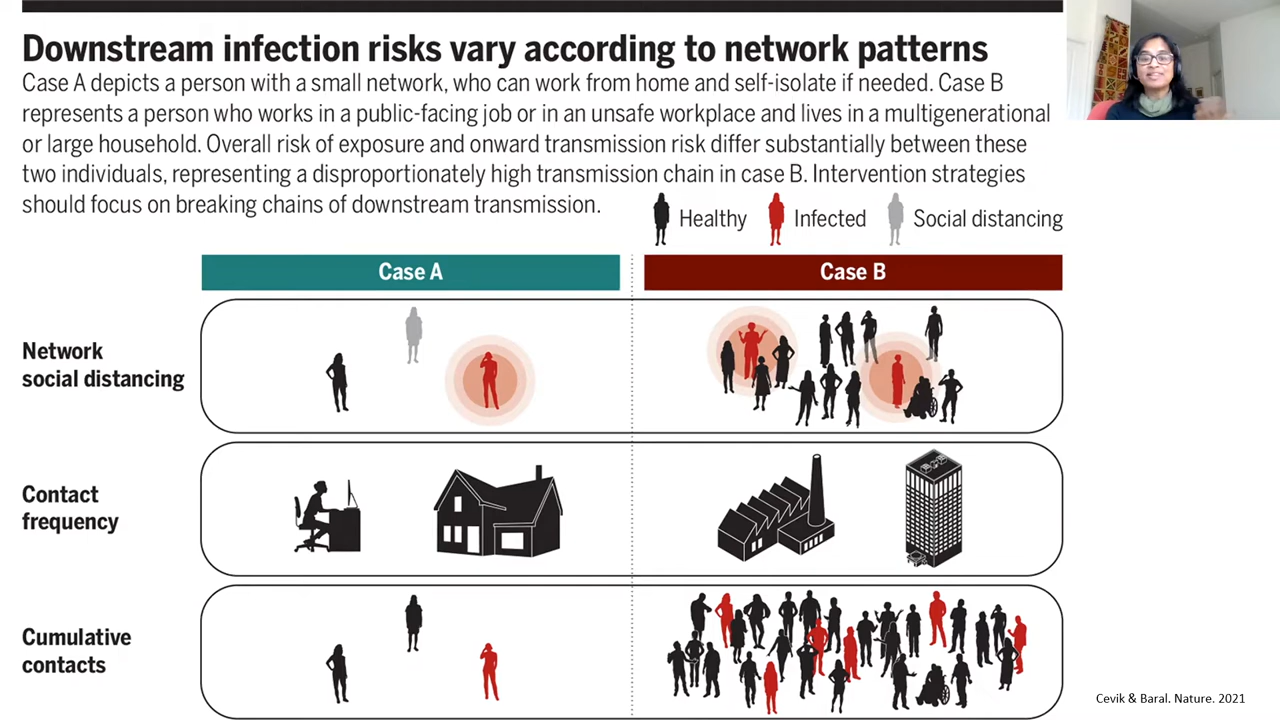 Downstream infection risks vary according to network patterns
Case A depicts a person with a small network, who can work from home and self-isolate if needed. Case B
represents a person who works in a public-facing job or in an unsafe workplace and lives in a multigenerational
or large household. Overall risk of exposure and onward transmission risk differ substantially between these
two individuals, representing a disproportionately high transmission chain in case B. Intervention strategies
should focus on breaking chains of downstream transmission.
Healthy
Infected
Social distancing
Case A
Case B
Network
social distancing
Contact
frequency
Cumulative
contacts
Cevik & Baral. Nature. 2021